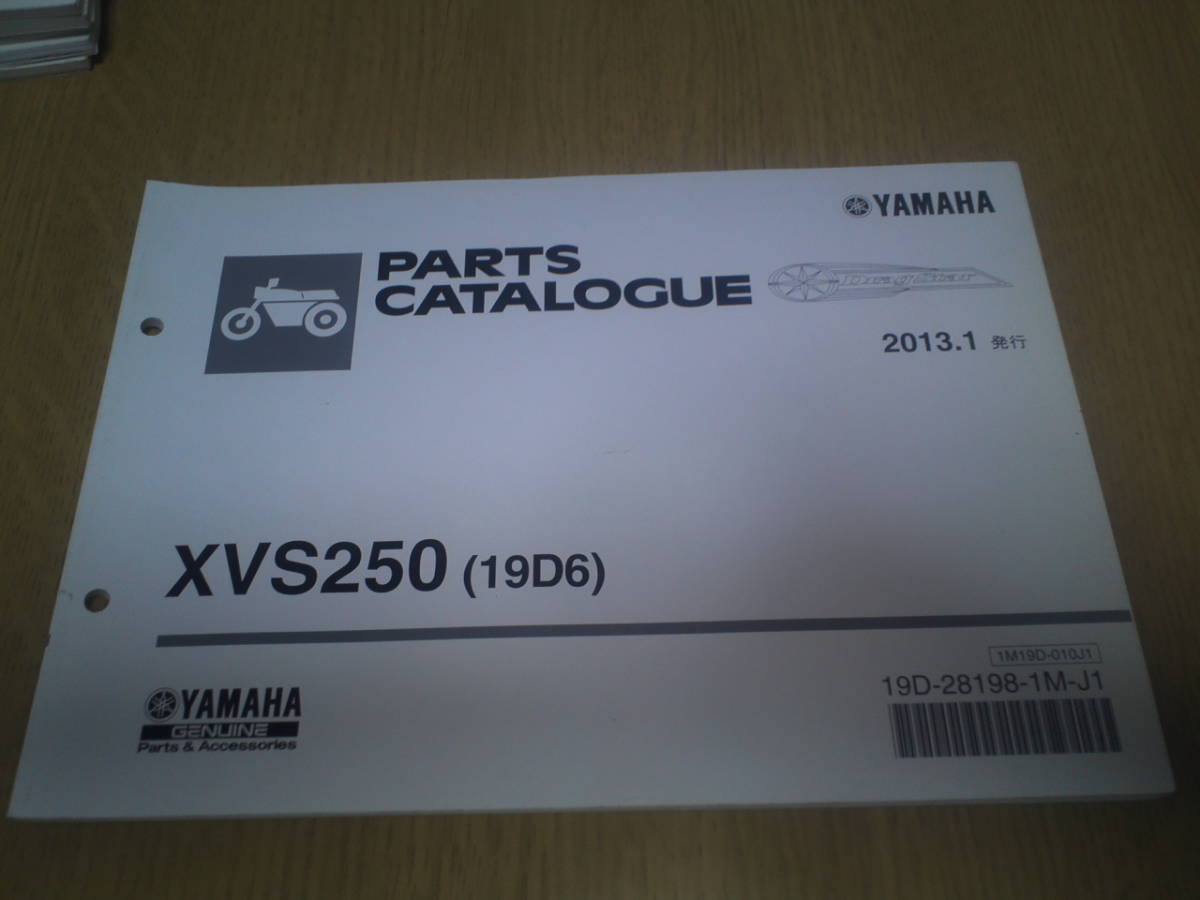 YAMAHA
PARTS
CATALOGUE
DragStar
2013.1 発行
XVS250 (19D6)
1M19D-010J1
19D-28198-1M-J1
YAMAHA
GENUINE
Parts & Accessories